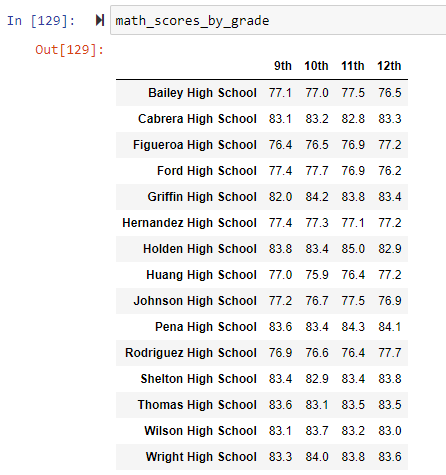 In [129]: math_scores_by_grade
Out[129]:
9th 10th 11th 12th
Bailey High School 77.1 77.0 77.5 76.5
Cabrera High School 83.1 83.2 82.8 83.3
Figueroa High School 76.4 76.5 76.9 77.2
Ford High School 77.4 77.7 76.9 76.2
Griffin High School 82.0 84.2 83.8 83.4
Hernandez High School 77.4 77.3 77.1 77.2
Holden High School 83.8 83.4 85.0 82.9
Huang High School 77.0 75.9 76.4 77.2
Johnson High School 77.2 76.7 77.5 76.9
Pena High School 83.6 83.4 84.3 84.1
Rodriguez High School 76.9 76.6 76.4 77.7
Shelton High School 83.4 82.9 83.4 83.8
Thomas High School 83.6 83.1 83.5 83.5
Wilson High School 83.1 83.7 83.2 83.0
Wright High School 83.3 84.0 83.8 83.6